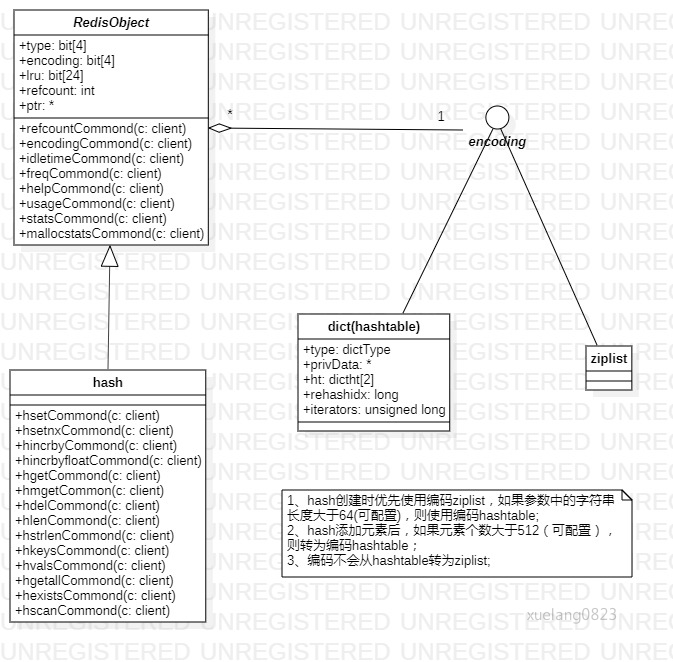 RedisObject
+type: bit[4]
+encoding: bit[4]
+lru: bit[24]
+refcount: int
+ptr: *
+refcountCommond(c: client)
+encodingCommond(c: client)
+idletimeCommond(c: client)
+freqCommond(c: client)
+helpCommond(c: client)
+usageCommond(c: client)
+statsCommond(c: client)
+mallocstatsCommond(c: client)
*
1
encoding
dict(hashtable)
+type: dictType
+privData: *
+ht: dictht[2]
+rehashidx: long
+iterators: unsigned long
ziplist
hash
+hsetCommond(c: client)
+hsetnxCommond(c: client)
+hincrbyCommond(c: client)
+hincrbyfloatCommond(c: client)
+hgetCommond(c: client)
+hmgetCommon(c: client)
+hdelCommond(c: client)
+hlenCommond(c: client)
+hstrlenCommond(c: client)
+hkeysCommond(c: client)
+hvalsCommond(c: client)
+hgetallCommond(c: client)
+hexistsCommond(c: client)
+hscanCommond(c: client)
1、hash创建时优先使用编码ziplist，如果参数中的字符串
长度大于64(可配置)，则使用编码hashtable;
2、hash添加元素后，如果元素个数大于512（可配置），
则转为编码hashtable；
3、编码不会从hashtable转为ziplist;
xuelang0823
UNREGISTERED UNREGISTERED UNREGISTERED UNREGISTERED